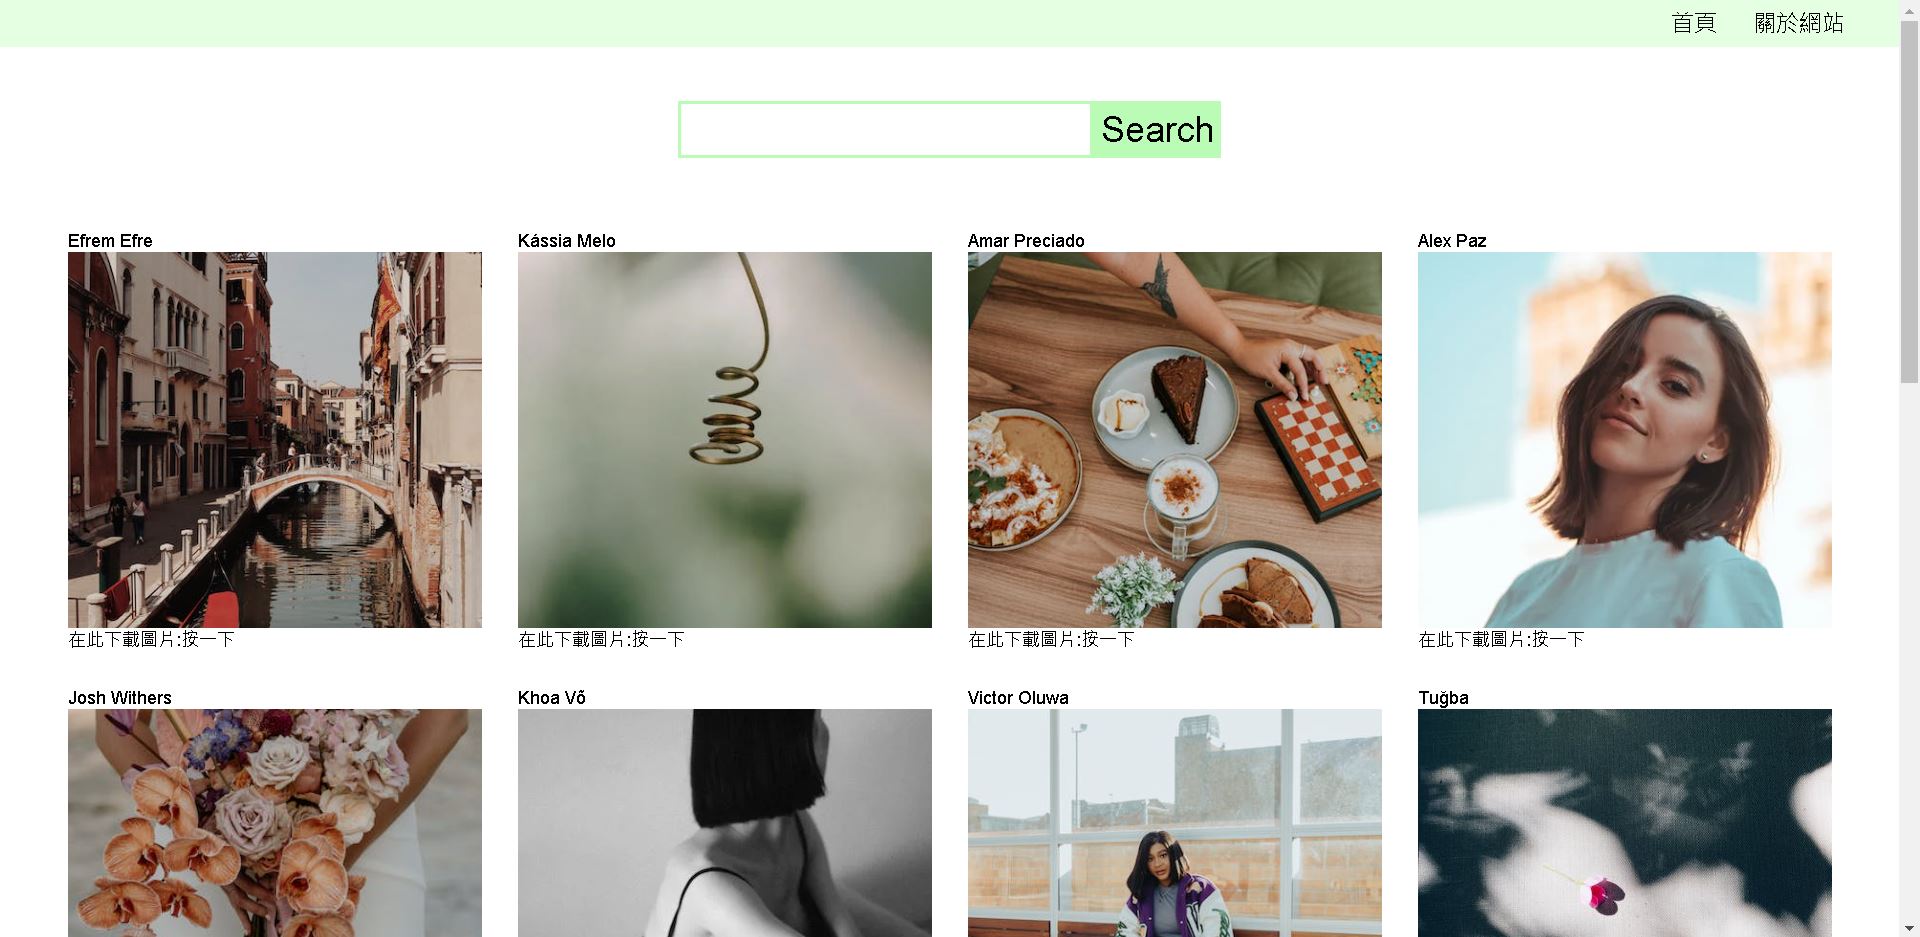 首頁 關於網站
Search
Efrem Efre
Kássia Melo
Amar Preciado
Alex Paz
在此下載圖片:按一下
在此下載圖片:按一下
在此下載圖片:按一下
在此下載圖片:按一下
Josh Withers
Khoa Võ
Victor Oluwa
Tuğba